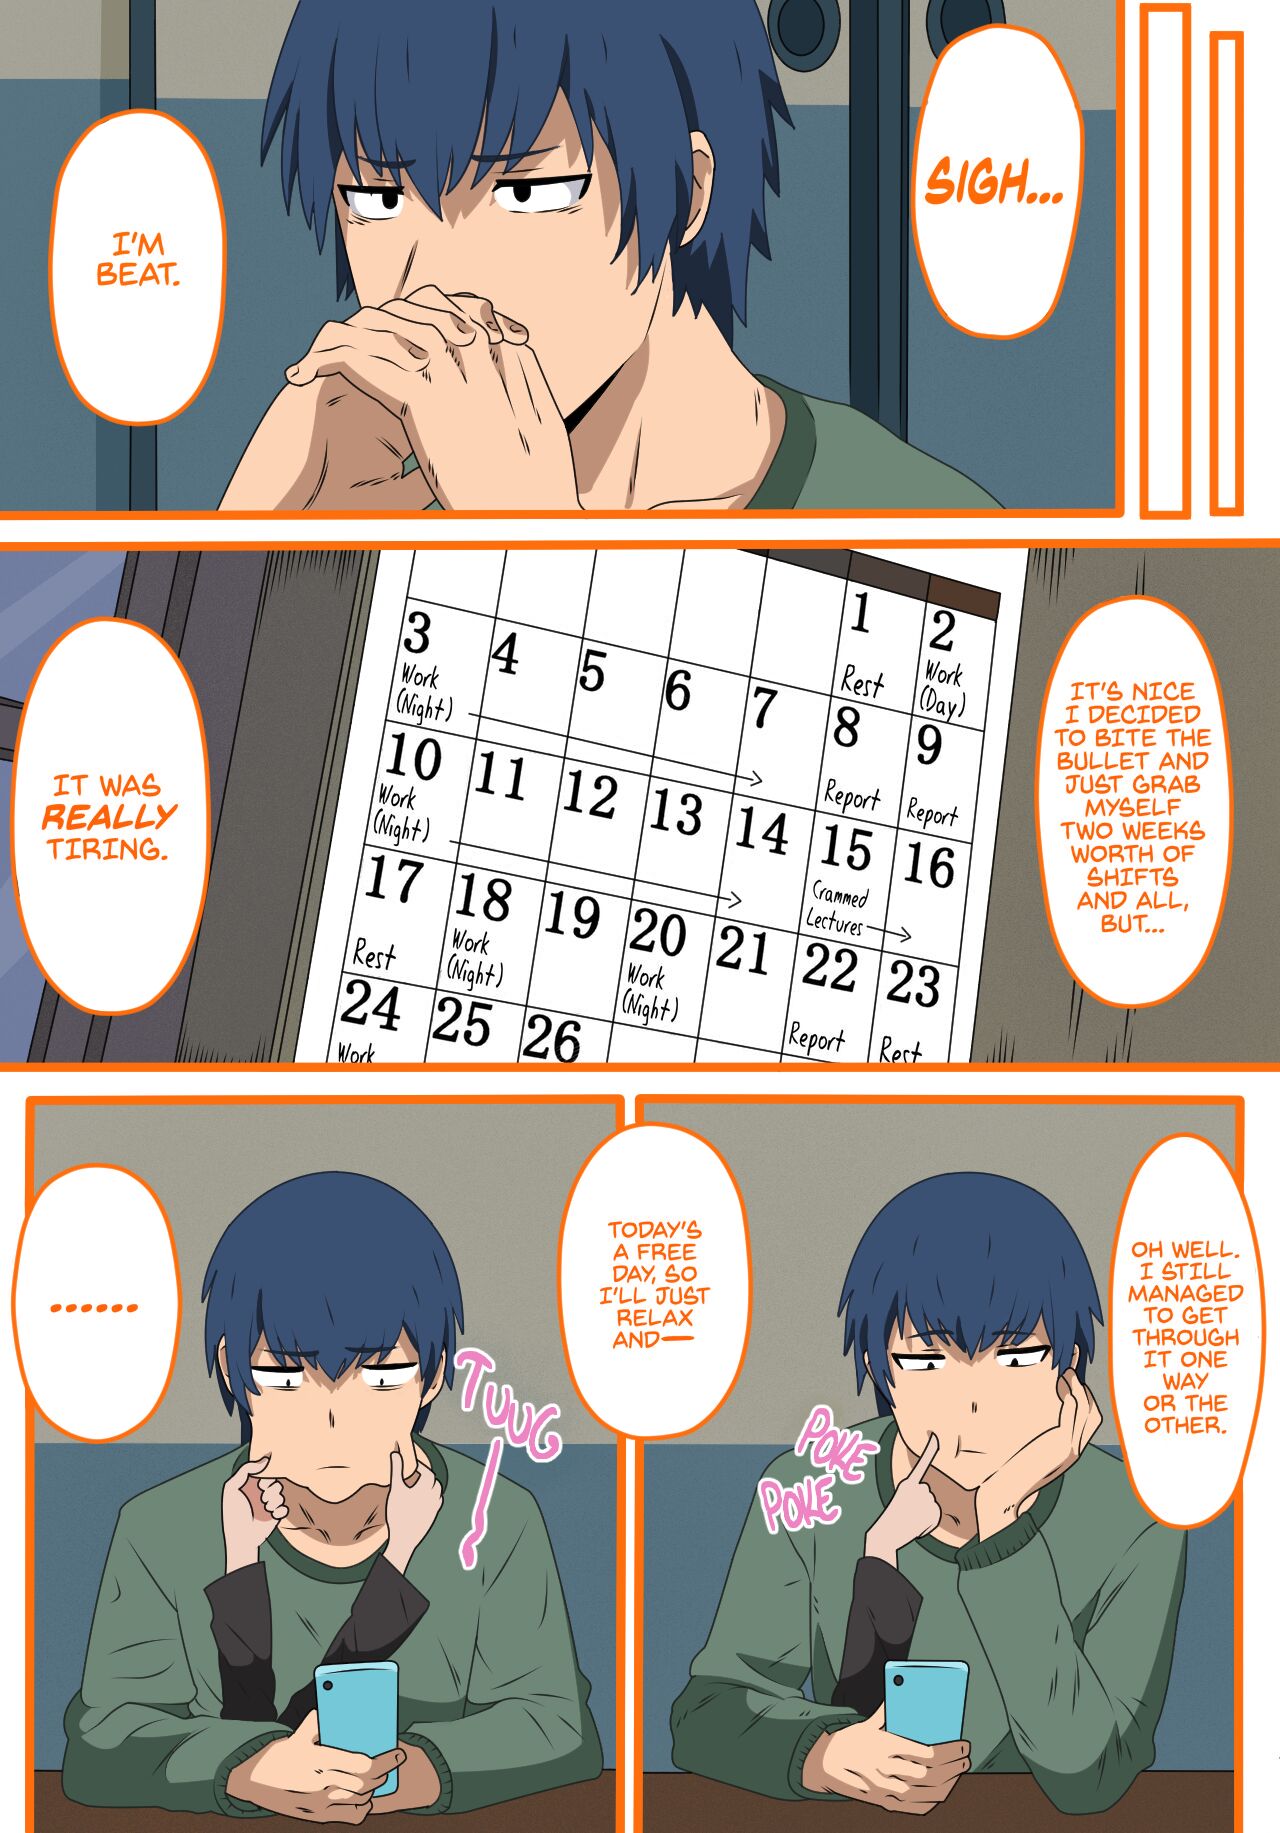 SIGH...
I'M
BEAT.
IT'S NICE
I DECIDED
TO BITE THE
BULLET AND
JUST GRAB
MYSELF
TWO WEEKS
WORTH OF
SHIFTS
AND ALL,
BUT...
1
2
Rest
Work
(Day)
3
4
5
6
7
8
9
Work
(Night)
Report
Report
10
11
12
13
14
15
16
Work
(Night)
Crammed
Lectures
17
18
19
20
21
22
23
Rest
Work
(Night)
Work
(Night)
Report
Rest
24
25
26
Work
IT WAS
REALLY
TIRING.
OH WELL.
I STILL
MANAGED
TO GET
THROUGH
IT ONE
WAY
OR THE
OTHER.
POKE
POKE
TODAY'S
A FREE
DAY, SO
I'LL JUST
RELAX
AND—
TUUG
......